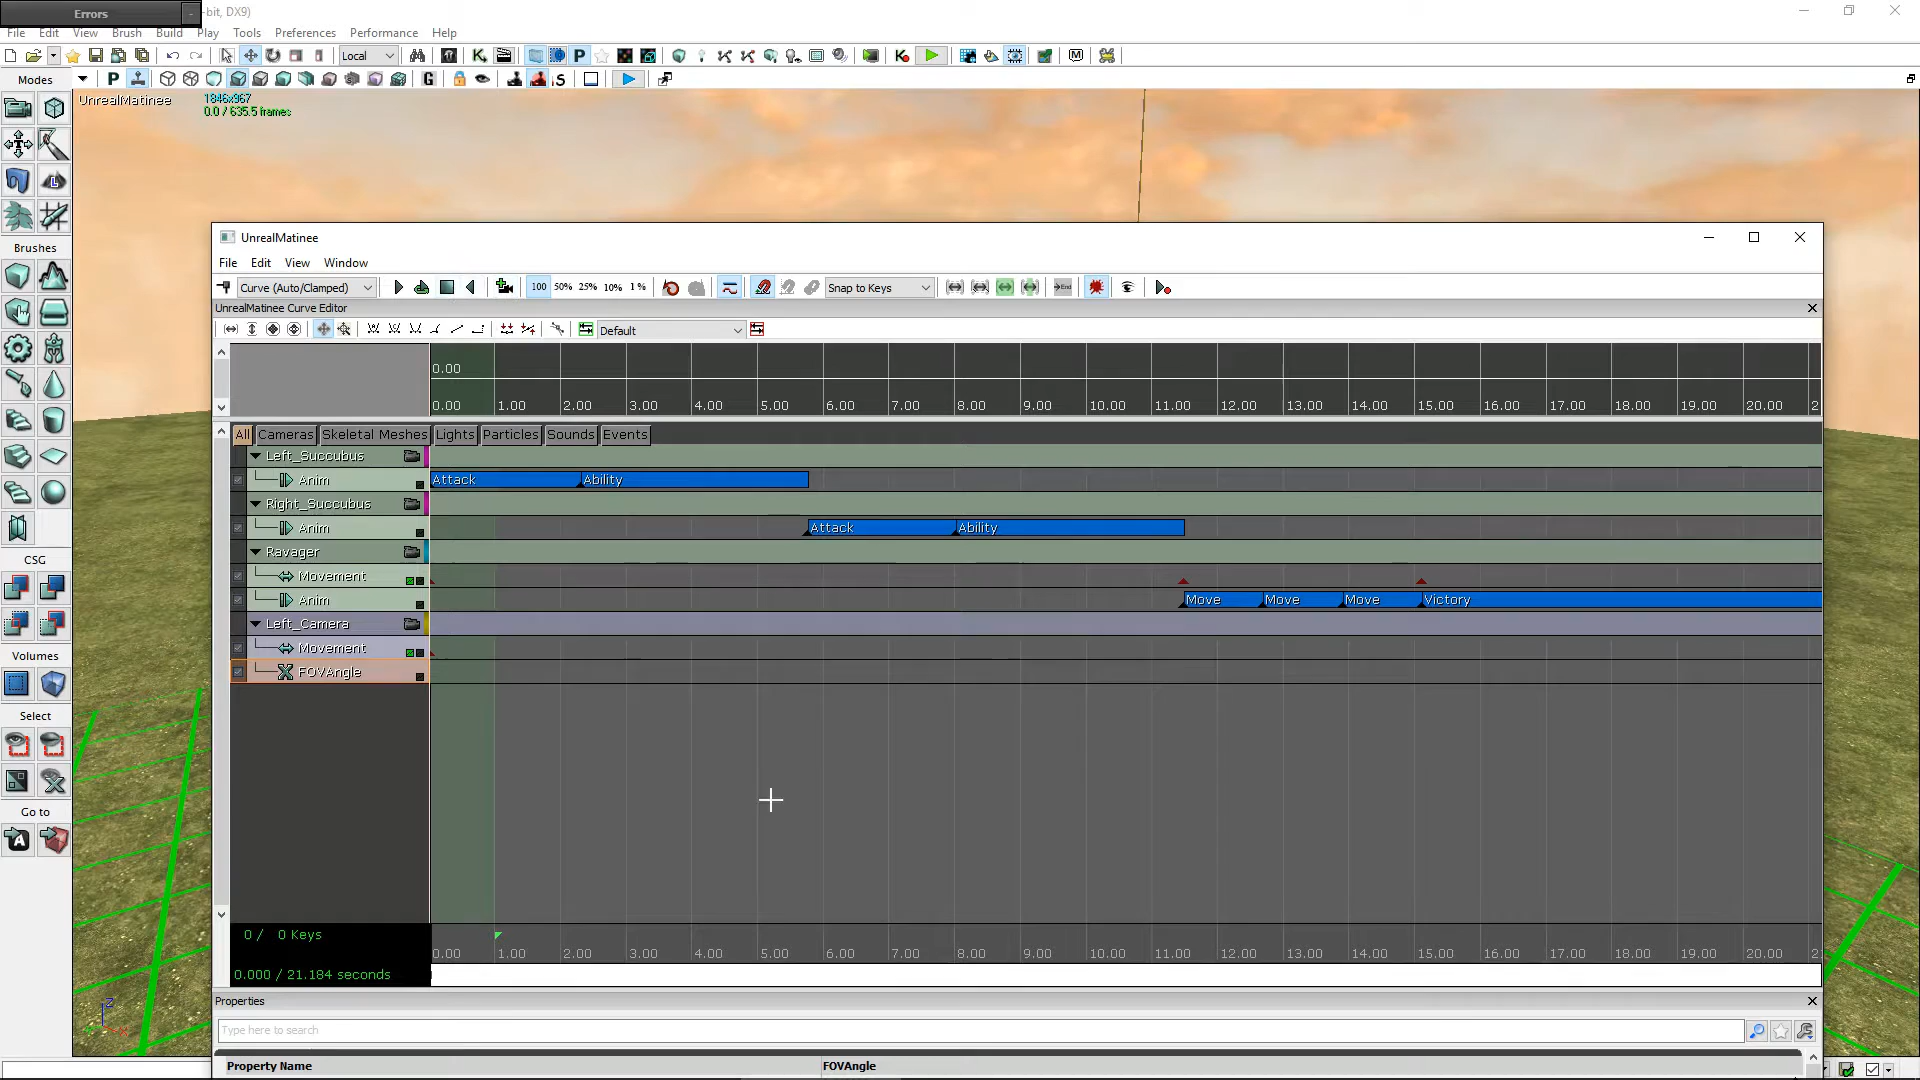 Errors
-bit, DX9)
File Edit View Brush Build Play Tools Preferences Performance Help
Local
Modes
UnrealMatinee 1846x967
0.0 / 635.5 frames
UnrealMatinee
File Edit View Window
Curve (Auto/Clamped) 100 50% 25% 10% 1 % Snap to Keys
UnrealMatinee Curve Editor
Default
Brushes
0.00
0.00 1.00 2.00 3.00 4.00 5.00 6.00 7.00 8.00 9.00 10.00 11.00 12.00 13.00 14.00 15.00 16.00 17.00 18.00 19.00 20.00 2
All Cameras Skeletal Meshes Lights Particles Sounds Events
Left_Succubus
Anim Attack Ability
Right_Succubus
Anim Attack Ability
Ravager
CSG
Movement
Anim Move Move Move Victory
Left_Camera
Movement
Volumes
FOVAngle
Select
Go to
0 / 0 Keys
0.00 1.00 2.00 3.00 4.00 5.00 6.00 7.00 8.00 9.00 10.00 11.00 12.00 13.00 14.00 15.00 16.00 17.00 18.00 19.00 20.00 2
0.000 / 21.184 seconds
Properties
Type here to search
Property Name FOVAngle